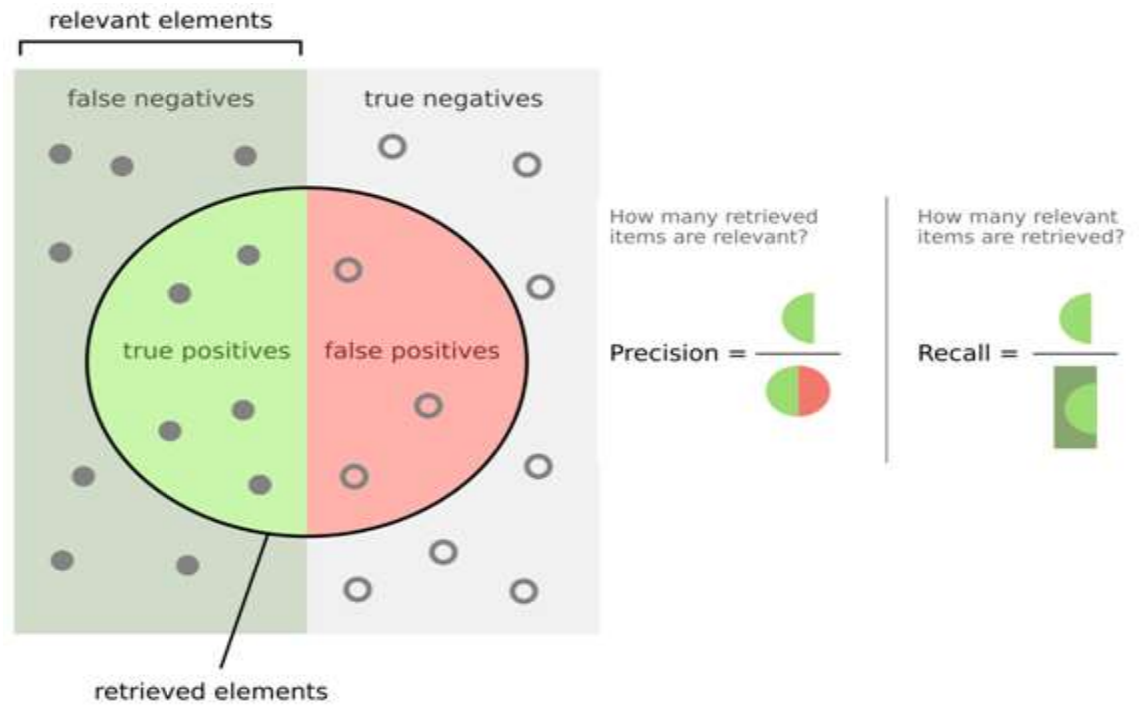 relevant elements
false negatives
true negatives
true positives
false positives
retrieved elements
How many retrieved
items are relevant?
Precision =
How many relevant
items are retrieved?
Recall =